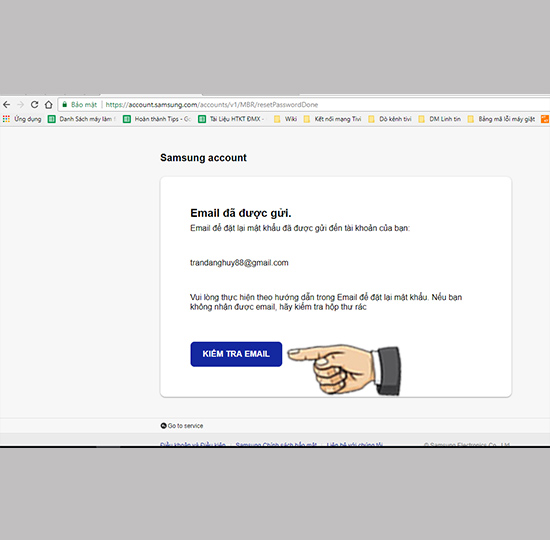 Bảo mật | https://account.samsung.com/accounts/v1/MBR/resetPasswordDone
Ứng dụng Danh Sách máy làm Hoàn thành Tips - Go Tài Liệu HTKT ĐMX - Wiki Kết nối mạng Tivi Dò kênh tivi DM Linh tin Bảng mã lỗi máy giặt
Samsung account
Email đã được gửi.
Email để đặt lại mật khẩu đã được gửi đến tài khoản của bạn:
trandanghuy88@gmail.com
Vui lòng thực hiện theo hướng dẫn trong Email để đặt lại mật khẩu. Nếu bạn
không nhận được email, hãy kiểm tra hộp thư rác
KIỂM TRA EMAIL
Go to service
Điều khoản và Điều kiện Samsung Chính sách bảo mật Liên hệ với chúng tôi © Samsung Electronics Co., Ltd.